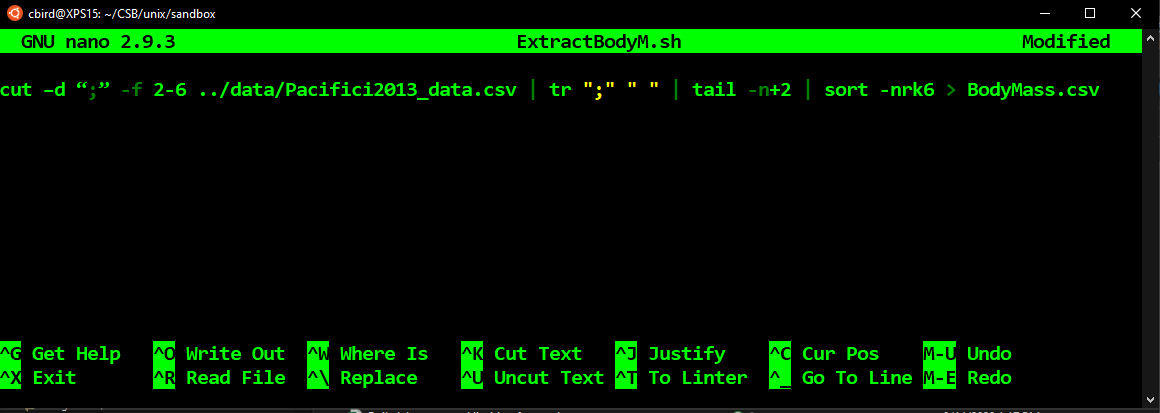 cbird@XPS15: ~/CSB/unix/sandbox
GNU nano 2.9.3 ExtractBodyM.sh Modified
cut –d “;” -f 2-6 ../data/Pacifici2013_data.csv | tr ";" " " | tail -n+2 | sort -nrk6 > BodyMass.csv
^G Get Help ^O Write Out ^W Where Is ^K Cut Text ^J Justify ^C Cur Pos M-U Undo
^X Exit ^R Read File ^\ Replace ^U Uncut Text ^T To Linter ^_ Go To Line M-E Redo